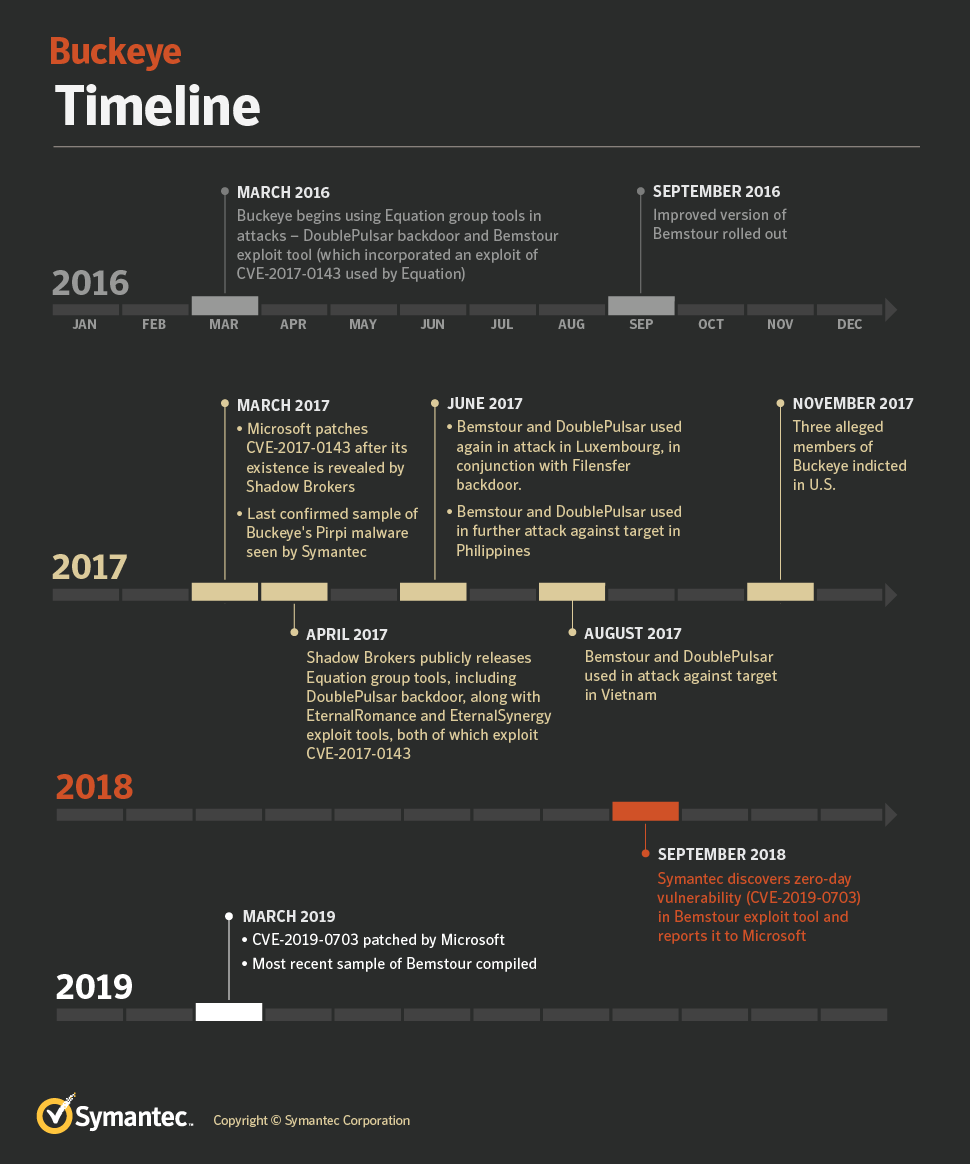 Buckeye
Timeline
MARCH 2016
Buckeye begins using Equation group tools in
attacks – DoublePulsar backdoor and Bemstour
exploit tool (which incorporated an exploit of
CVE-2017-0143 used by Equation)
SEPTEMBER 2016
Improved version of
Bemstour rolled out
2016
JAN FEB MAR APR MAY JUN JUL AUG SEP OCT NOV DEC
MARCH 2017
• Microsoft patches
CVE-2017-0143 after its
existence is revealed by
Shadow Brokers
• Last confirmed sample of
Buckeye's Pirpi malware
seen by Symantec
JUNE 2017
• Bemstour and DoublePulsar used
again in attack in Luxembourg, in
conjunction with Filensfer
backdoor.
• Bemstour and DoublePulsar used
in further attack against target in
Philippines
NOVEMBER 2017
Three alleged
members of
Buckeye indicted
in U.S.
2017
APRIL 2017
Shadow Brokers publicly releases
Equation group tools, including
DoublePulsar backdoor, along with
EternalRomance and EternalSynergy
exploit tools, both of which exploit
CVE-2017-0143
AUGUST 2017
Bemstour and DoublePulsar
used in attack against target
in Vietnam
2018
SEPTEMBER 2018
Symantec discovers zero-day
vulnerability (CVE-2019-0703)
in Bemstour exploit tool and
reports it to Microsoft
MARCH 2019
• CVE-2019-0703 patched by Microsoft
• Most recent sample of Bemstour compiled
2019
Symantec™
Copyright © Symantec Corporation